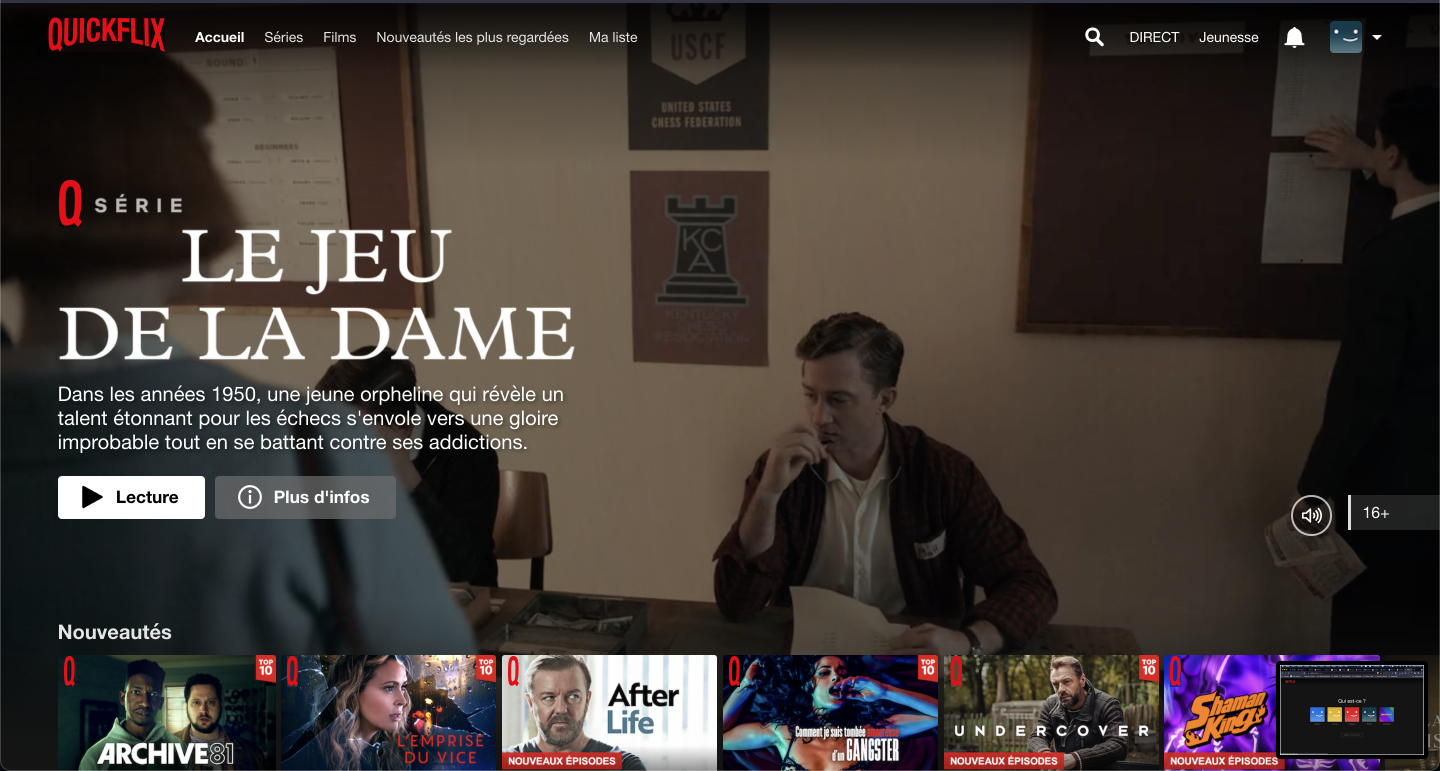 QUICKFLIX
Accueil
Séries
Films
Nouveautés les plus regardées
Ma liste
DIRECT
Jeunesse
ROUND 1
BEGINNERS
USCF
UNITED STATES
CHESS FEDERATION
KCA
KENTUCKY
CHESS
ASSOCIATION
Q SÉRIE
LE JEU
DE LA DAME
Dans les années 1950, une jeune orpheline qui révèle un
talent étonnant pour les échecs s'envole vers une gloire
improbable tout en se battant contre ses addictions.
Lecture
Plus d'infos
16+
Nouveautés
Q
TOP
10
ARCHIVE 81
Q
TOP
10
L'EMPRISE
DU VICE
Q
After
Life
NOUVEAUX ÉPISODES
Q
TOP
10
Comment je suis tombée amoureuse
d'un GANGSTER
Q
TOP
10
UNDERCOVER
NOUVEAUX ÉPISODES
Q
Shaman
King
NOUVEAUX ÉPISODES
Qui est-ce ?